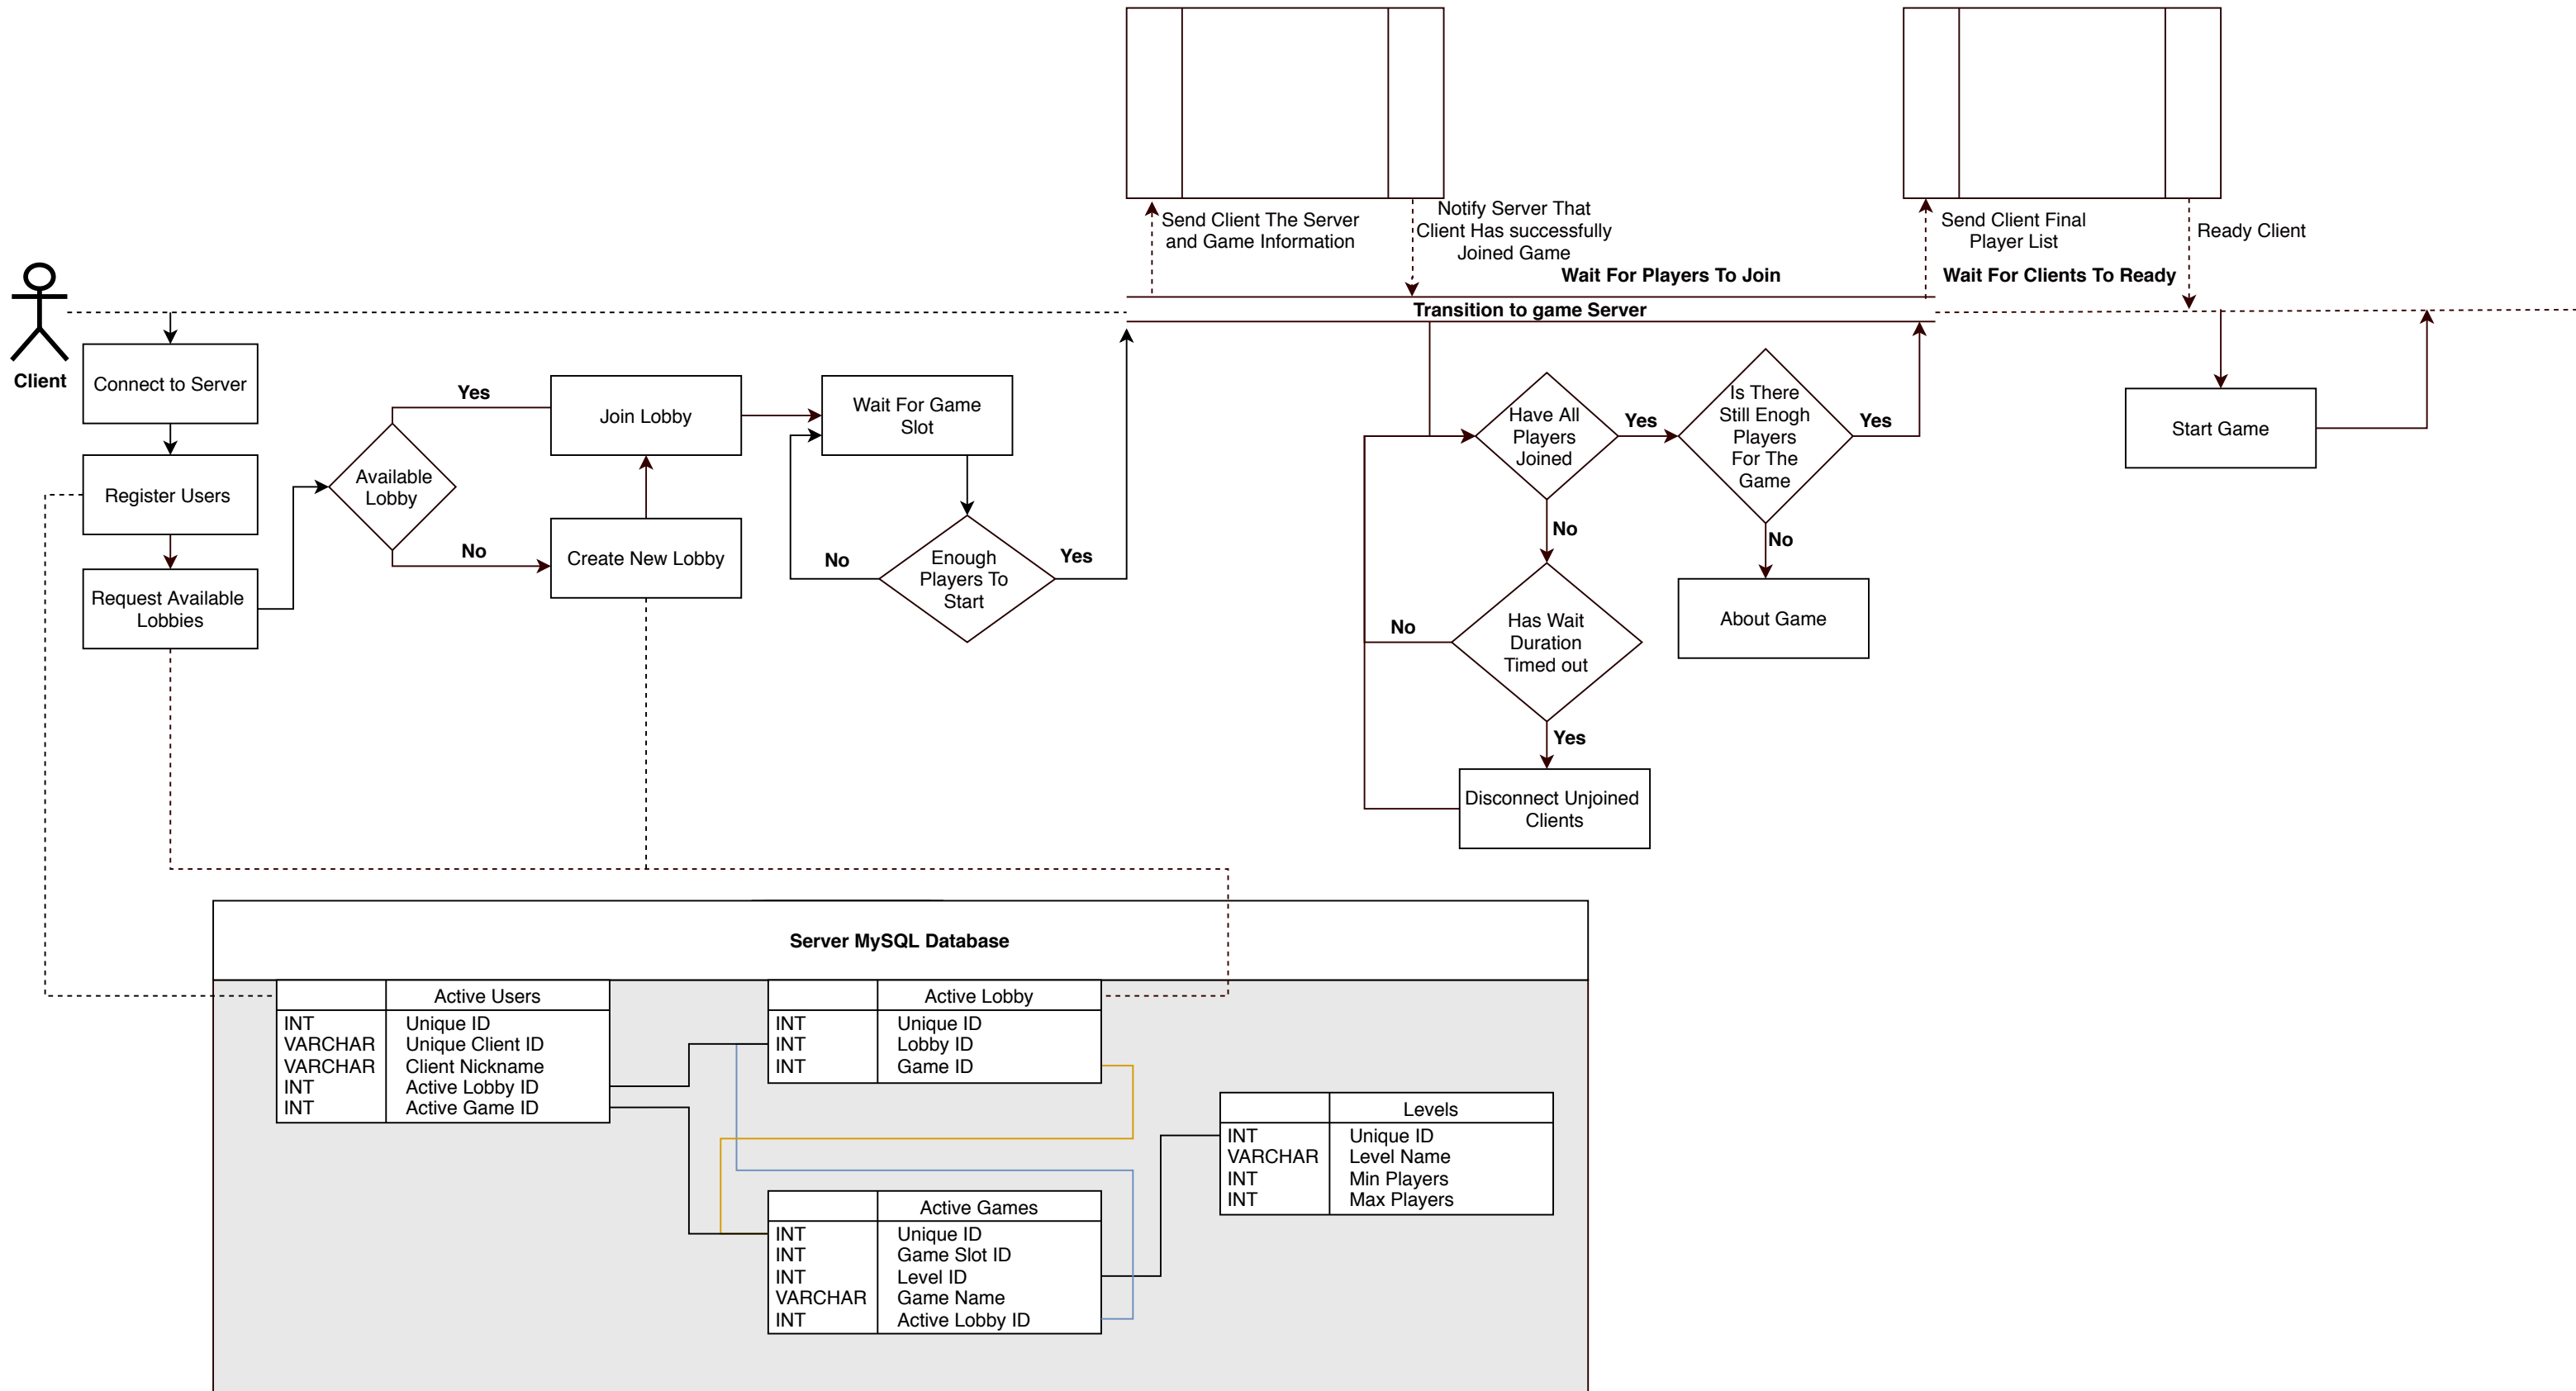 Send Client The Server
and Game Information
Notify Server That
Client Has successfully
Joined Game
Wait For Players To Join
Send Client Final
Player List
Ready Client
Wait For Clients To Ready
Transition to game Server
Client
Connect to Server
Register Users
Request Available
Lobbies
Available
Lobby
Yes
No
Join Lobby
Create New Lobby
Wait For Game
Slot
Enough
Players To
Start
No
Yes
Have All
Players
Joined
Yes
No
Is There
Still Enogh
Players
For The
Game
Yes
No
About Game
Has Wait
Duration
Timed out
No
Yes
Disconnect Unjoined
Clients
Start Game
Server MySQL Database
Active Users
INT Unique ID
VARCHAR Unique Client ID
VARCHAR Client Nickname
INT Active Lobby ID
INT Active Game ID
Active Lobby
INT Unique ID
INT Lobby ID
INT Game ID
Levels
INT Unique ID
VARCHAR Level Name
INT Min Players
INT Max Players
Active Games
INT Unique ID
INT Game Slot ID
INT Level ID
VARCHAR Game Name
INT Active Lobby ID